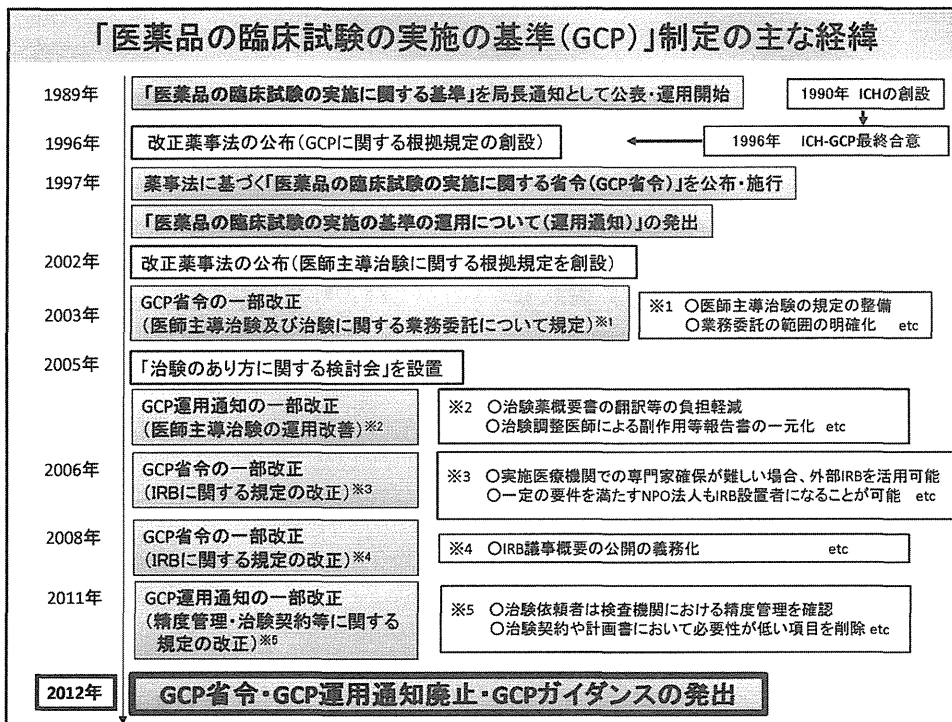 「医薬品の臨床試験の実施の基準(GCP)」制定の主な経緯
1989年
「医薬品の臨床試験の実施に関する基準」を局長通知として公表・運用開始
1990年 ICHの創設
1996年
改正薬事法の公布(GCPに関する根拠規定の創設)
1996年 ICH-GCP最終合意
1997年
薬事法に基づく「医薬品の臨床試験の実施に関する省令(GCP省令)」を公布・施行
「医薬品の臨床試験の実施の基準の運用について(運用通知)」の発出
2002年
改正薬事法の公布(医師主導治験に関する根拠規定を創設)
2003年
GCP省令の一部改正
(医師主導治験及び治験に関する業務委託について規定)※1
※1 ○医師主導治験の規定の整備
○業務委託の範囲の明確化 etc
2005年
「治験のあり方に関する検討会」を設置
GCP運用通知の一部改正
(医師主導治験の運用改善)※2
※2 ○治験薬概要書の翻訳等の負担軽減
○治験調整医師による副作用等報告書の一元化 etc
2006年
GCP省令の一部改正
(IRBに関する規定の改正)※3
※3 ○実施医療機関での専門家確保が難しい場合、外部IRBを活用可能
○一定の要件を満たすNPO法人もIRB設置者になることが可能 etc
2008年
GCP省令の一部改正
(IRBに関する規定の改正)※4
※4 ○IRB議事概要の公開の義務化 etc
2011年
GCP運用通知の一部改正
(精度管理・治験契約等に関する
規定の改正)※5
※5 ○治験依頼者は検査機関における精度管理を確認
○治験契約や計画書において必要性が低い項目を削除 etc
2012年
GCP省令・GCP運用通知廃止・GCPガイダンスの発出